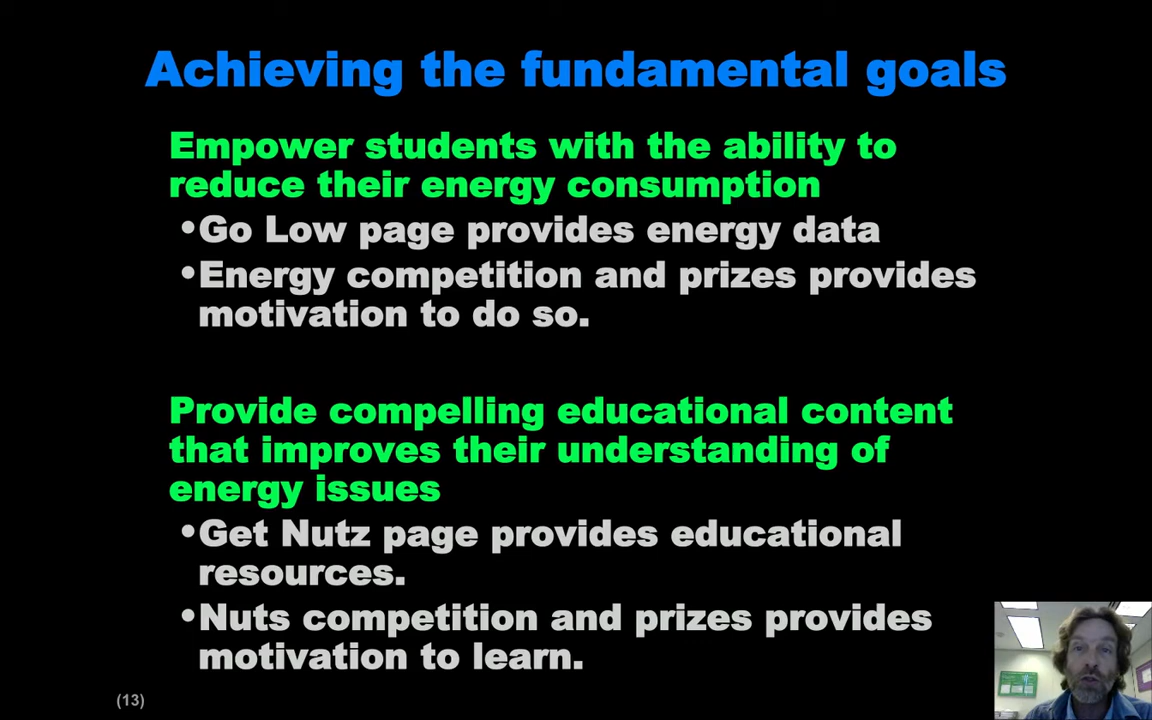 Achieving the fundamental goals
Empower students with the ability to
reduce their energy consumption
•Go Low page provides energy data
•Energy competition and prizes provides
motivation to do so.
Provide compelling educational content
that improves their understanding of
energy issues
•Get Nutz page provides educational
resources.
•Nuts competition and prizes provides
motivation to learn.
(13)